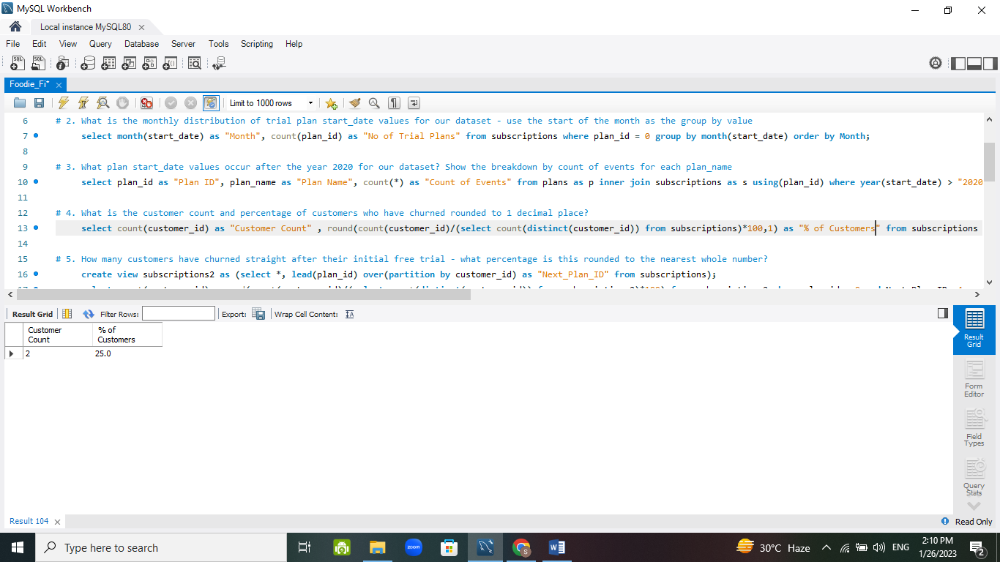 MySQL Workbench
Local instance MySQL80
File Edit View Query Database Server Tools Scripting Help
Foodie_Fi*
Limit to 1000 rows
6 # 2. What is the monthly distribution of trial plan start_date values for our dataset - use the start of the month as the group by value
7 select month(start_date) as "Month", count(plan_id) as "No of Trial Plans" from subscriptions where plan_id = 0 group by month(start_date) order by Month;
8
9 # 3. What plan start_date values occur after the year 2020 for our dataset? Show the breakdown by count of events for each plan_name
10 select plan_id as "Plan ID", plan_name as "Plan Name", count(*) as "Count of Events" from plans as p inner join subscriptions as s using(plan_id) where year(start_date) > "2020
11
12 # 4. What is the customer count and percentage of customers who have churned rounded to 1 decimal place?
13 select count(customer_id) as "Customer Count" , round(count(customer_id)/(select count(distinct(customer_id)) from subscriptions)*100,1) as "% of Customers" from subscriptions
14
15 # 5. How many customers have churned straight after their initial free trial - what percentage is this rounded to the nearest whole number?
16 create view subscriptions2 as (select *, lead(plan_id) over(partition by customer_id) as "Next_Plan_ID" from subscriptions);
Result Grid Filter Rows: Export: Wrap Cell Content:
Customer Count % of Customers
2 25.0
Result Grid
Form Editor
Field Types
Query Stats
Result 104
Read Only
Type here to search
zoom
30°C Haze
ENG
2:10 PM
1/26/2023
2